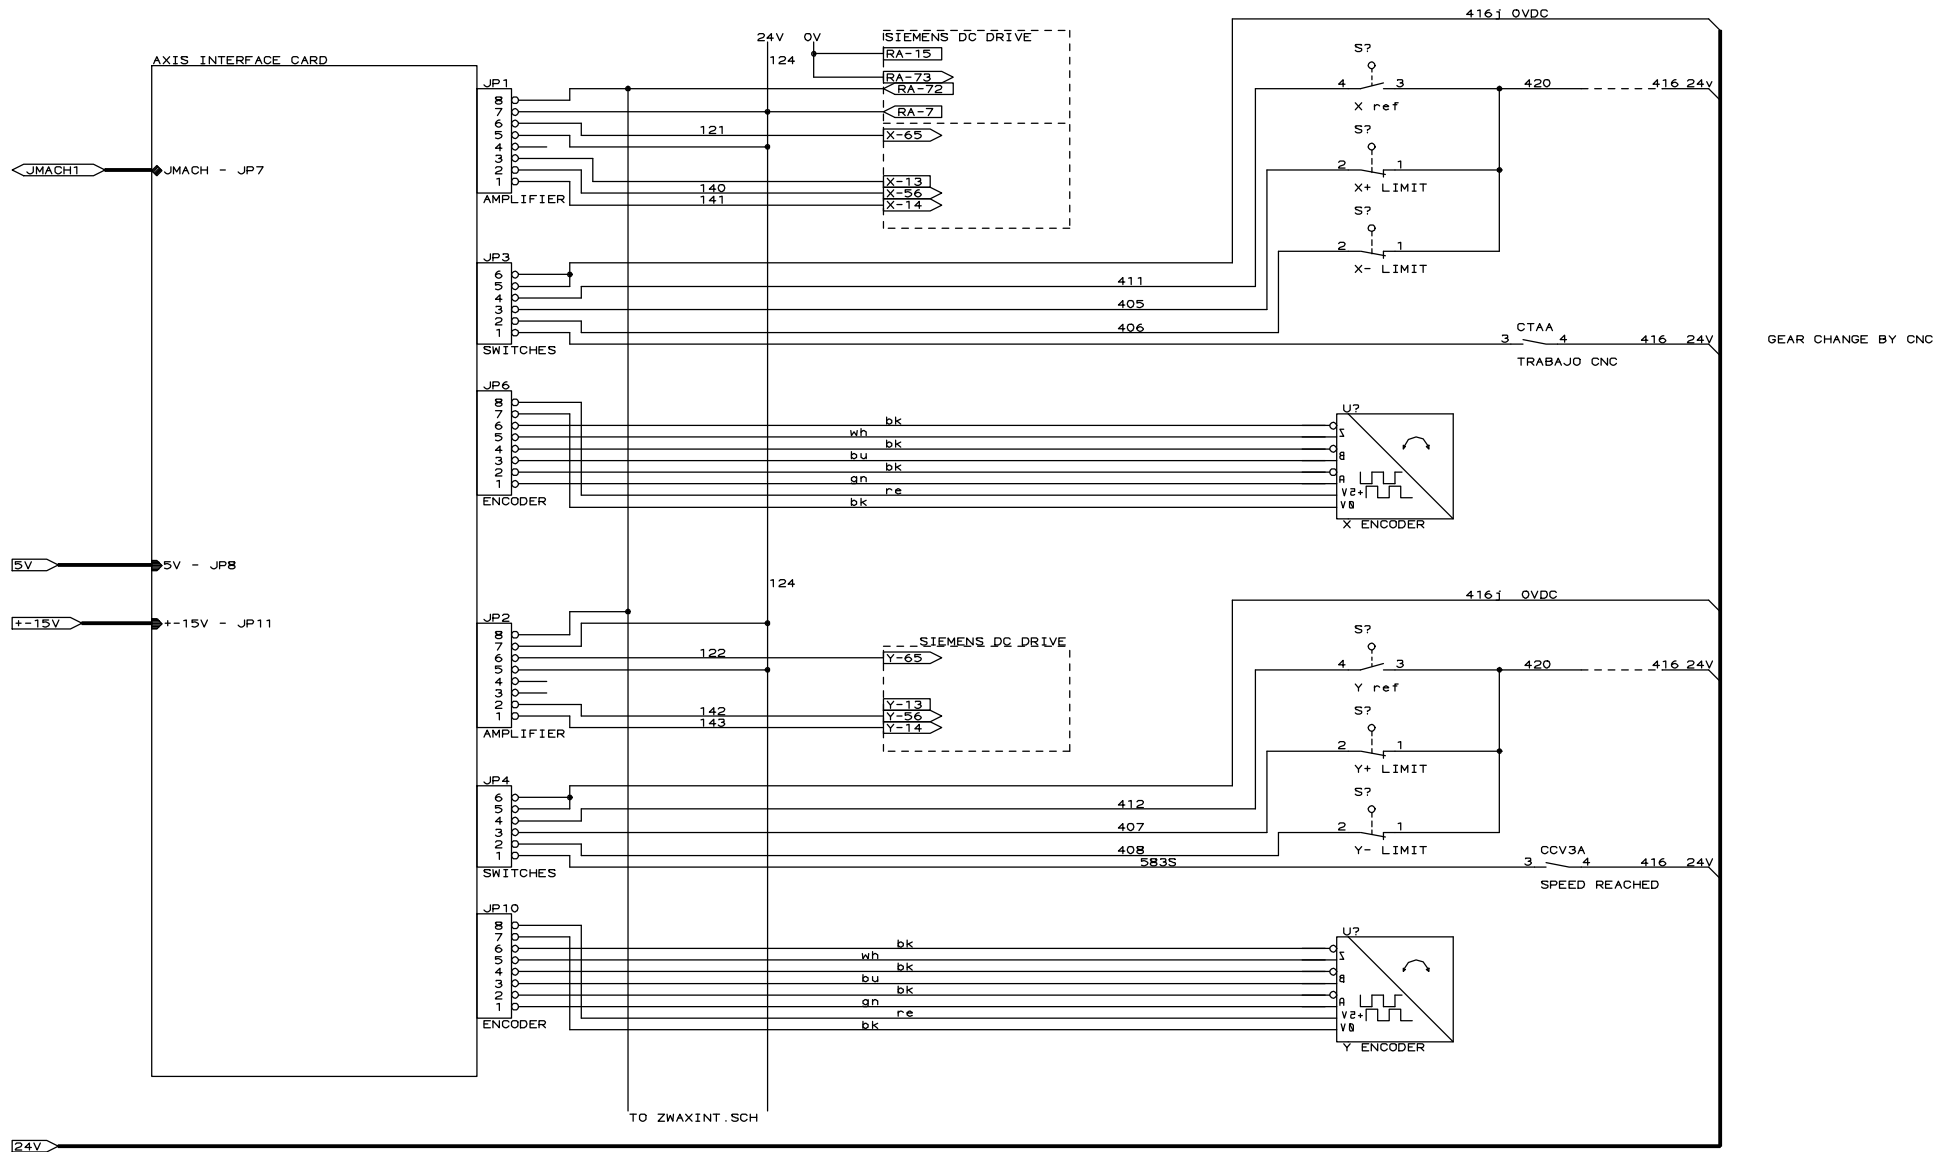 416j 0VDC
24V 0V
SIEMENS DC DRIVE
AXIS INTERFACE CARD
124
RA-15
RA-73
RA-72
RA-7
JP1
8
7
6
5
4
3
2
1
AMPLIFIER
121
X-65
X-13
140
X-56
141
X-14
JMACH1
JMACH - JP7
S?
4 3
X ref
420
416 24v
S?
2 1
X+ LIMIT
S?
2 1
X- LIMIT
JP3
6
5
4
3
2
1
SWITCHES
411
405
406
CTAA
3 4
416 24V
TRABAJO CNC
GEAR CHANGE BY CNC
JP6
8
7
6
5
4
3
2
1
ENCODER
bk
wh
bk
bu
bk
gn
re
bk
U?
Z
B
A
+5V
0V
X ENCODER
5V
5V - JP8
+-15V
+-15V - JP11
124
416j 0VDC
JP2
8
7
6
5
4
3
2
1
AMPLIFIER
SIEMENS DC DRIVE
122
Y-65
Y-13
142
Y-56
143
Y-14
S?
4 3
Y ref
420
416 24V
S?
2 1
Y+ LIMIT
S?
2 1
Y- LIMIT
JP4
6
5
4
3
2
1
SWITCHES
412
407
408
583S
CCV3A
3 4
416 24V
SPEED REACHED
JP10
8
7
6
5
4
3
2
1
ENCODER
bk
wh
bk
bu
bk
gn
re
bk
U?
Z
B
A
+5V
0V
Y ENCODER
TO ZWAXINT.SCH
24V